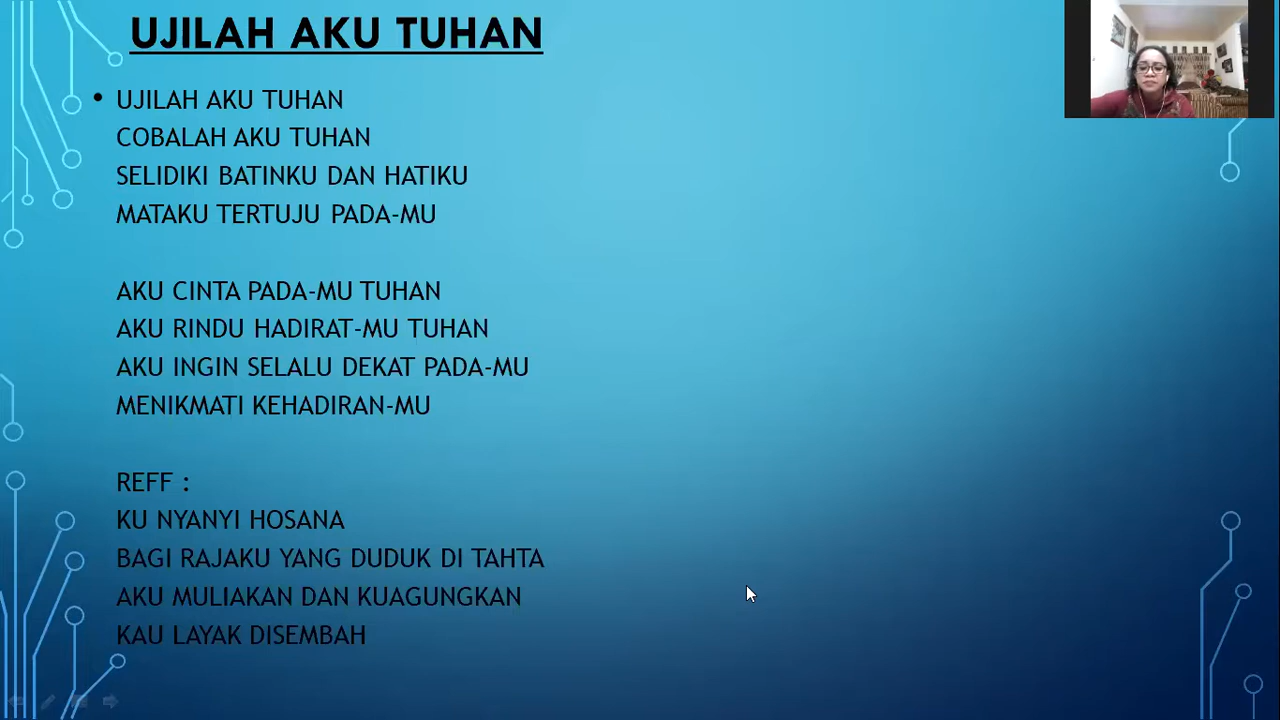 UJILAH AKU TUHAN
• UJILAH AKU TUHAN
COBALAH AKU TUHAN
SELIDIKI BATINKU DAN HATIKU
MATAKU TERTUJU PADA-MU
AKU CINTA PADA-MU TUHAN
AKU RINDU HADIRAT-MU TUHAN
AKU INGIN SELALU DEKAT PADA-MU
MENIKMATI KEHADIRAN-MU
REFF :
KU NYANYI HOSANA
BAGI RAJAKU YANG DUDUK DI TAHTA
AKU MULIAKAN DAN KUAGUNGKAN
KAU LAYAK DISEMBAH